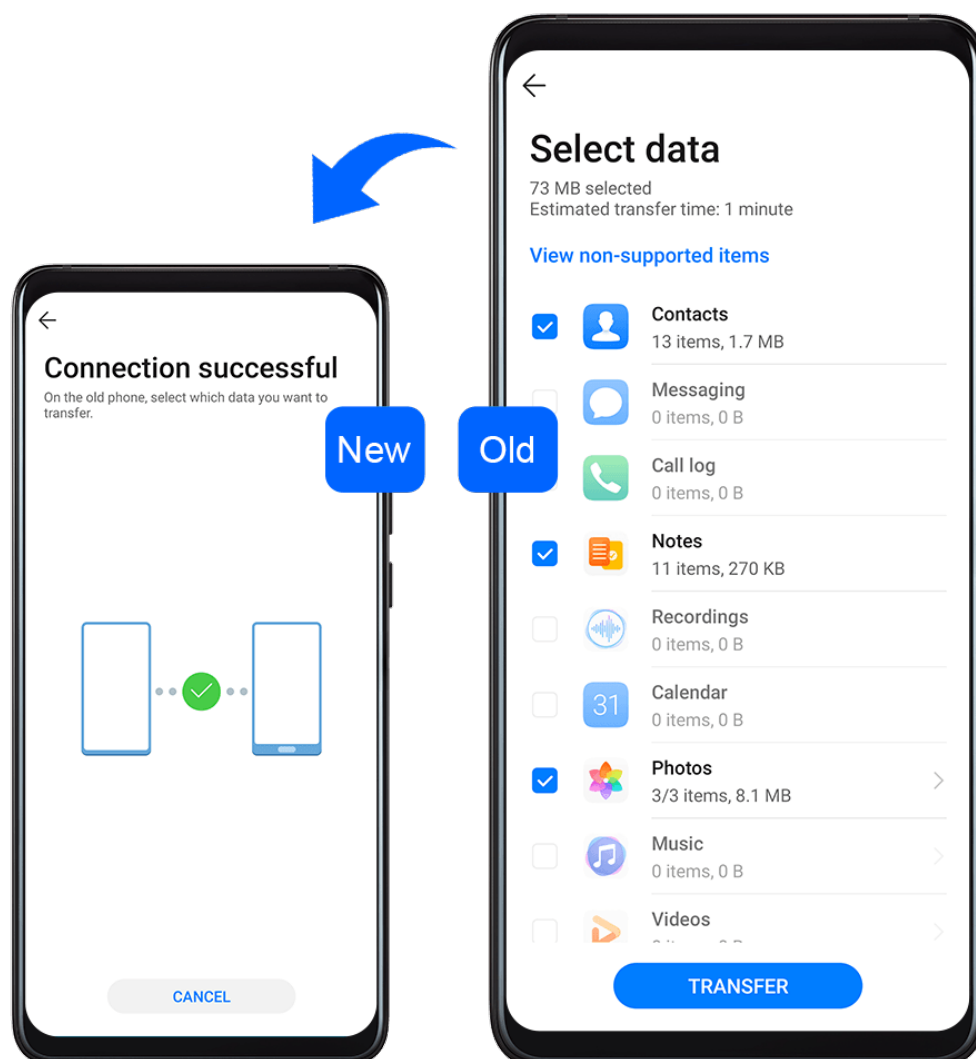 Connection successful
On the old phone, select which data you want to
transfer.
New
CANCEL
Old
Select data
73 MB selected
Estimated transfer time: 1 minute
View non-supported items
Contacts
13 items, 1.7 MB
Messaging
0 items, 0 B
Call log
0 items, 0 B
Notes
11 items, 270 KB
Recordings
0 items, 0 B
31
Calendar
0 items, 0 B
Photos
3/3 items, 8.1 MB
Music
0 items, 0 B
Videos
TRANSFER